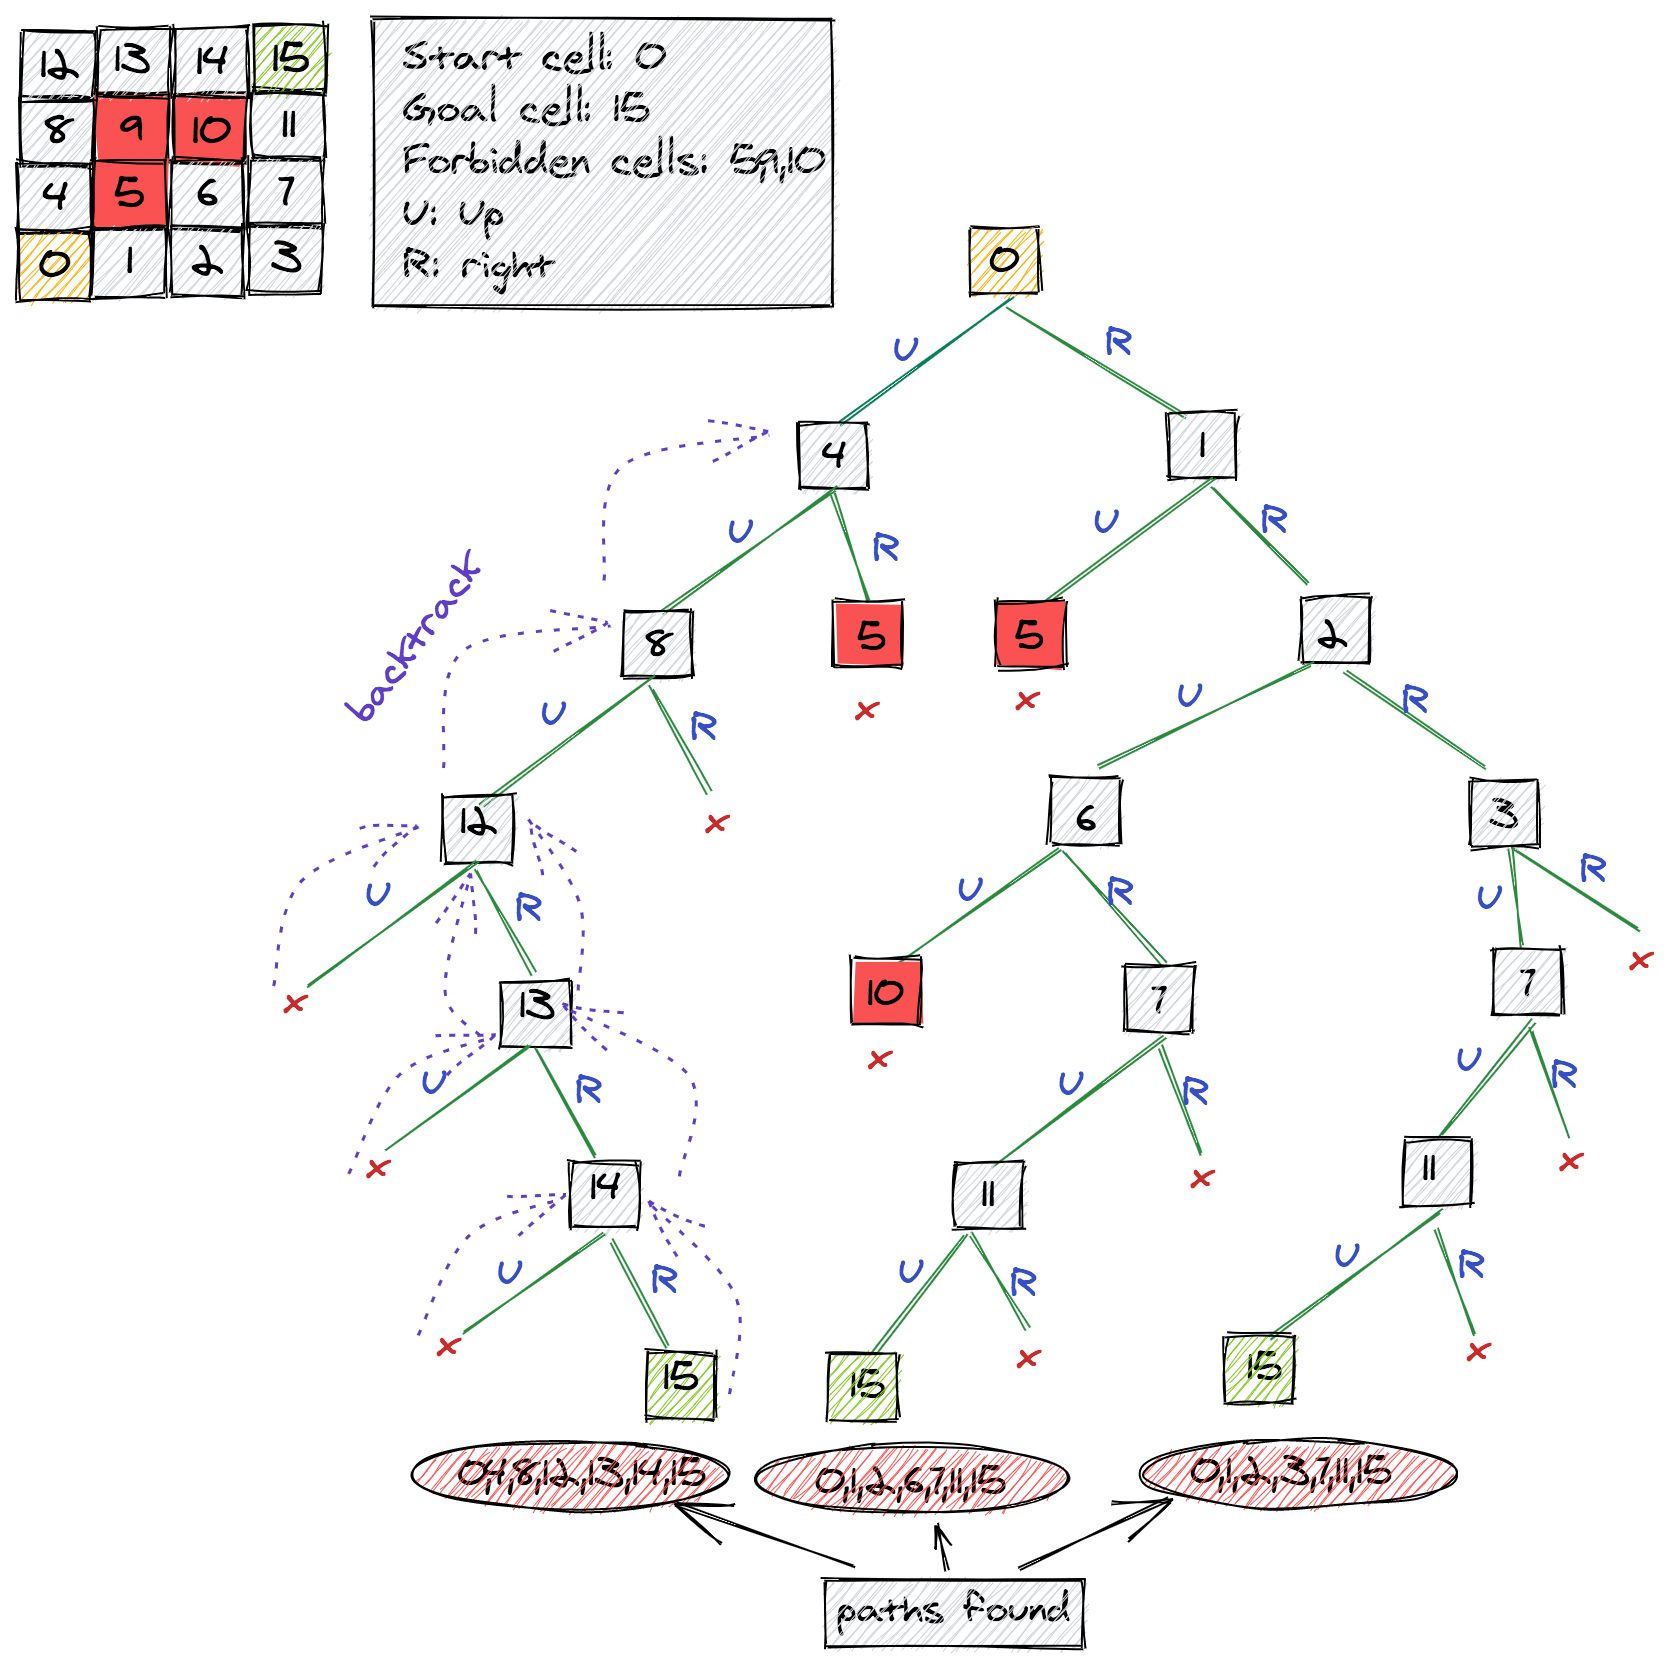 12 13 14 15
8 9 10 11
4 5 6 7
0 1 2 3
Start cell: 0
Goal cell: 15
Forbidden cells: 5,9,10
U: Up
R: right
0
U R
4 1
U R U R
backtrack
8 5 5 2
x x
U R U R
12 x 6 3
U R U R U R
x 13 10 7 7 x
x
U R U R U R
x 14 11 x 11 x
U R U R U R
x 15 15 x 15 x
0,4,8,12,13,14,15
0,1,2,6,7,11,15
0,1,2,3,7,11,15
paths found